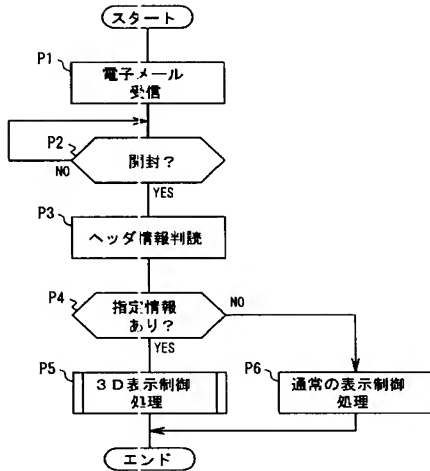 スタート
P1
電子メール
受信
P2
開封?
NO
YES
P3
ヘッダ情報判読
P4
指定情報
あり?
NO
YES
P5
3D表示制御
処理
P6
通常の表示制御
処理
エンド